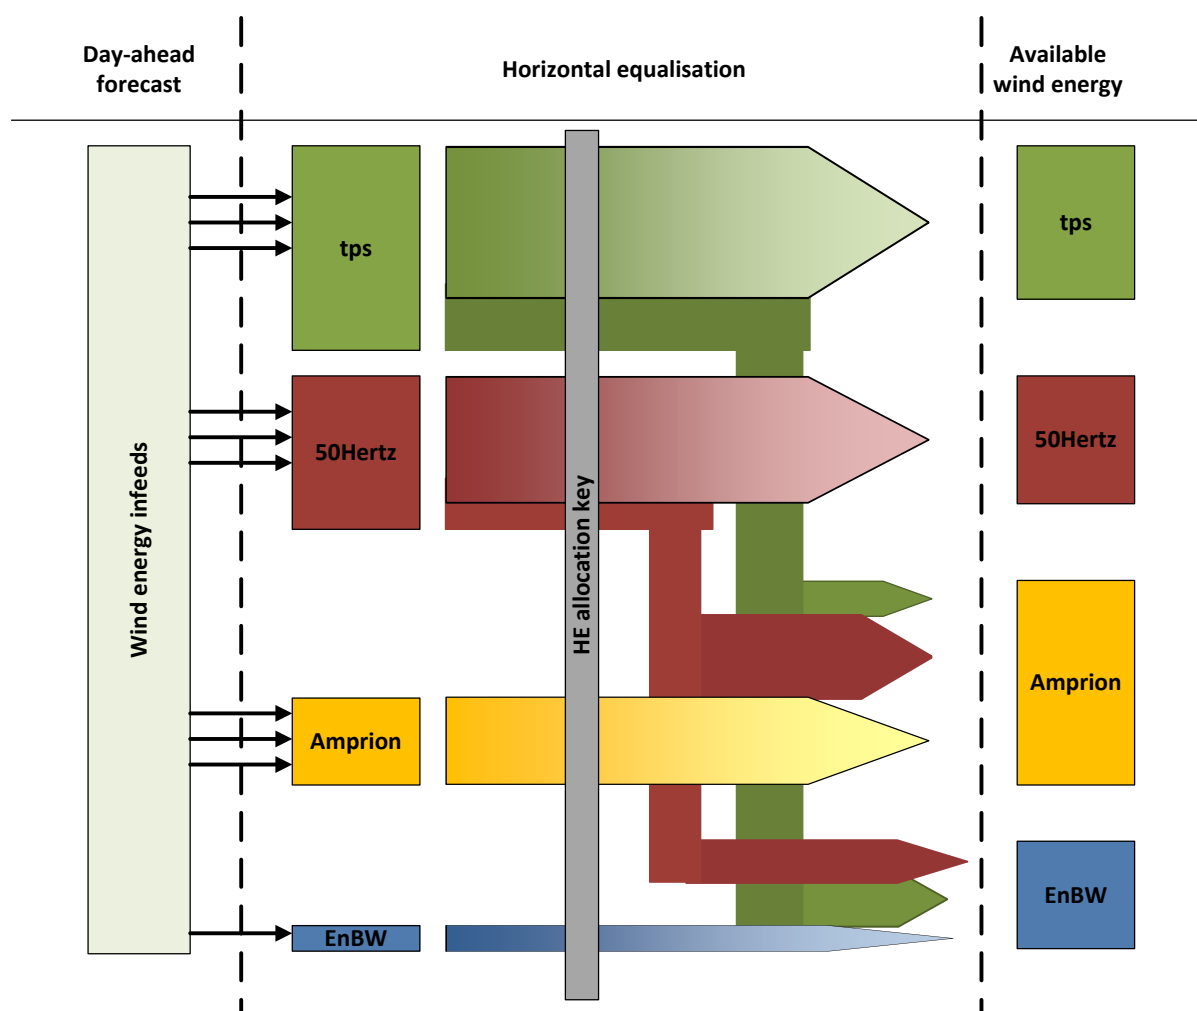 Day-ahead
forecast
Horizontal equalisation
Available
wind energy
tps
tps
50Hertz
50Hertz
Wind energy infeeds
HE allocation key
Amprion
Amprion
EnBW
EnBW